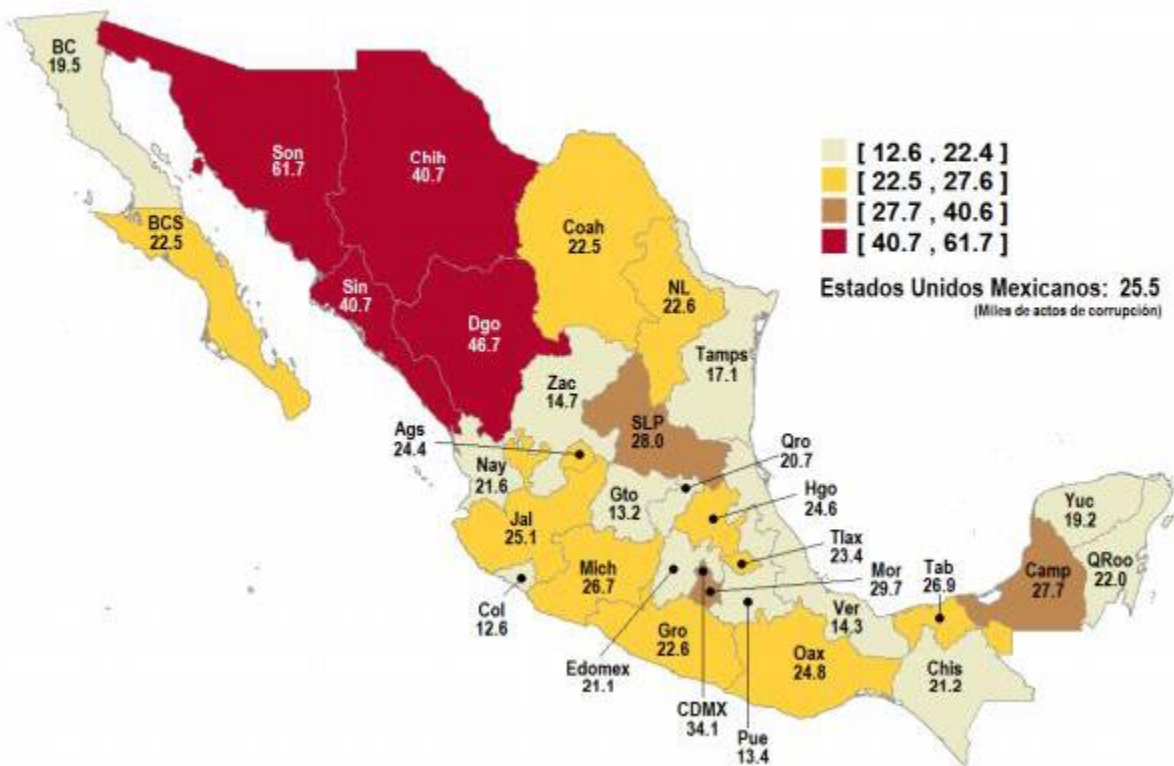 BC
19.5
Son
61.7
Chih
40.7
[ 12.6 , 22.4 ]
[ 22.5 , 27.6 ]
[ 27.7 , 40.6 ]
[ 40.7 , 61.7 ]
Estados Unidos Mexicanos: 25.5
(Miles de actos de corrupción)
BCS
22.5
Coah
22.5
Sin
40.7
NL
22.6
Dgo
46.7
Tamps
17.1
Zac
14.7
Ags
24.4
SLP
28.0
Qro
20.7
Nay
21.6
Gto
13.2
Hgo
24.6
Yuc
19.2
Jal
25.1
Tlax
23.4
QRoo
22.0
Mich
26.7
Mor
29.7
Tab
26.9
Camp
27.7
Col
12.6
Ver
14.3
Gro
22.6
Edomex
21.1
Oax
24.8
Chis
21.2
CDMX
34.1
Pue
13.4